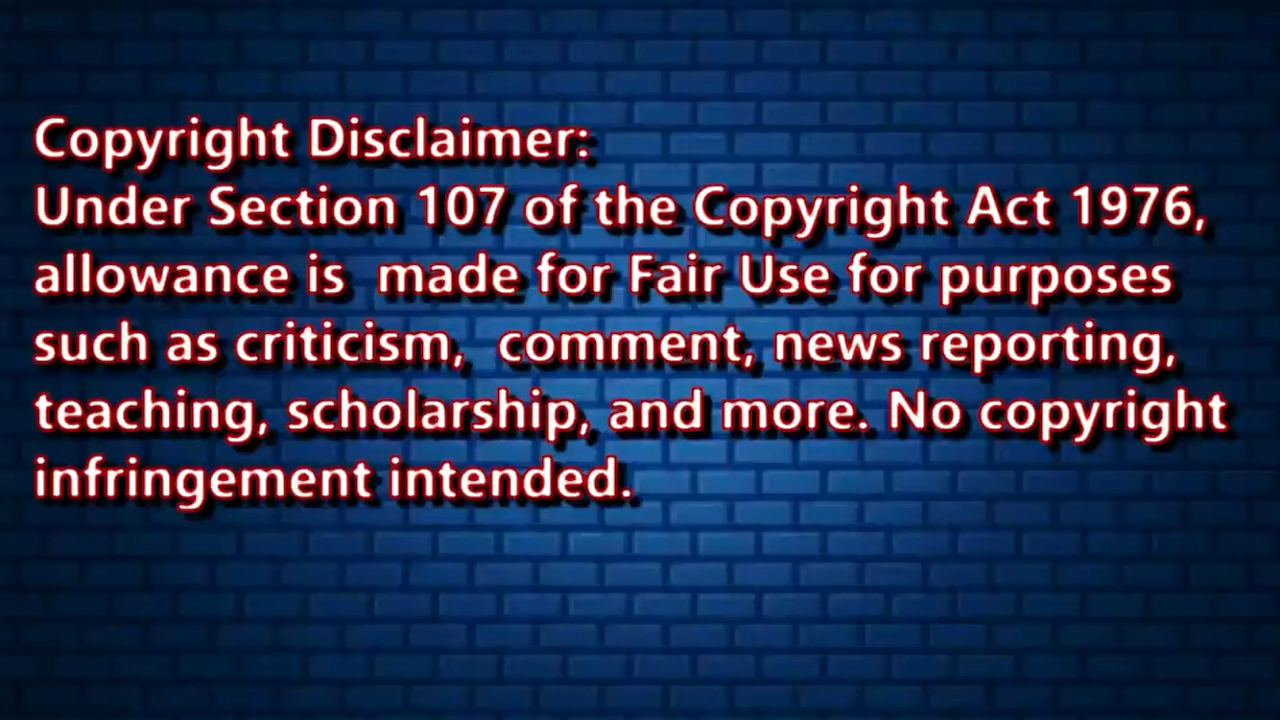 Copyright Disclaimer:
Under Section 107 of the Copyright Act 1976,
allowance is  made for Fair Use for purposes
such as criticism,  comment, news reporting,
teaching, scholarship, and more. No copyright
infringement intended.